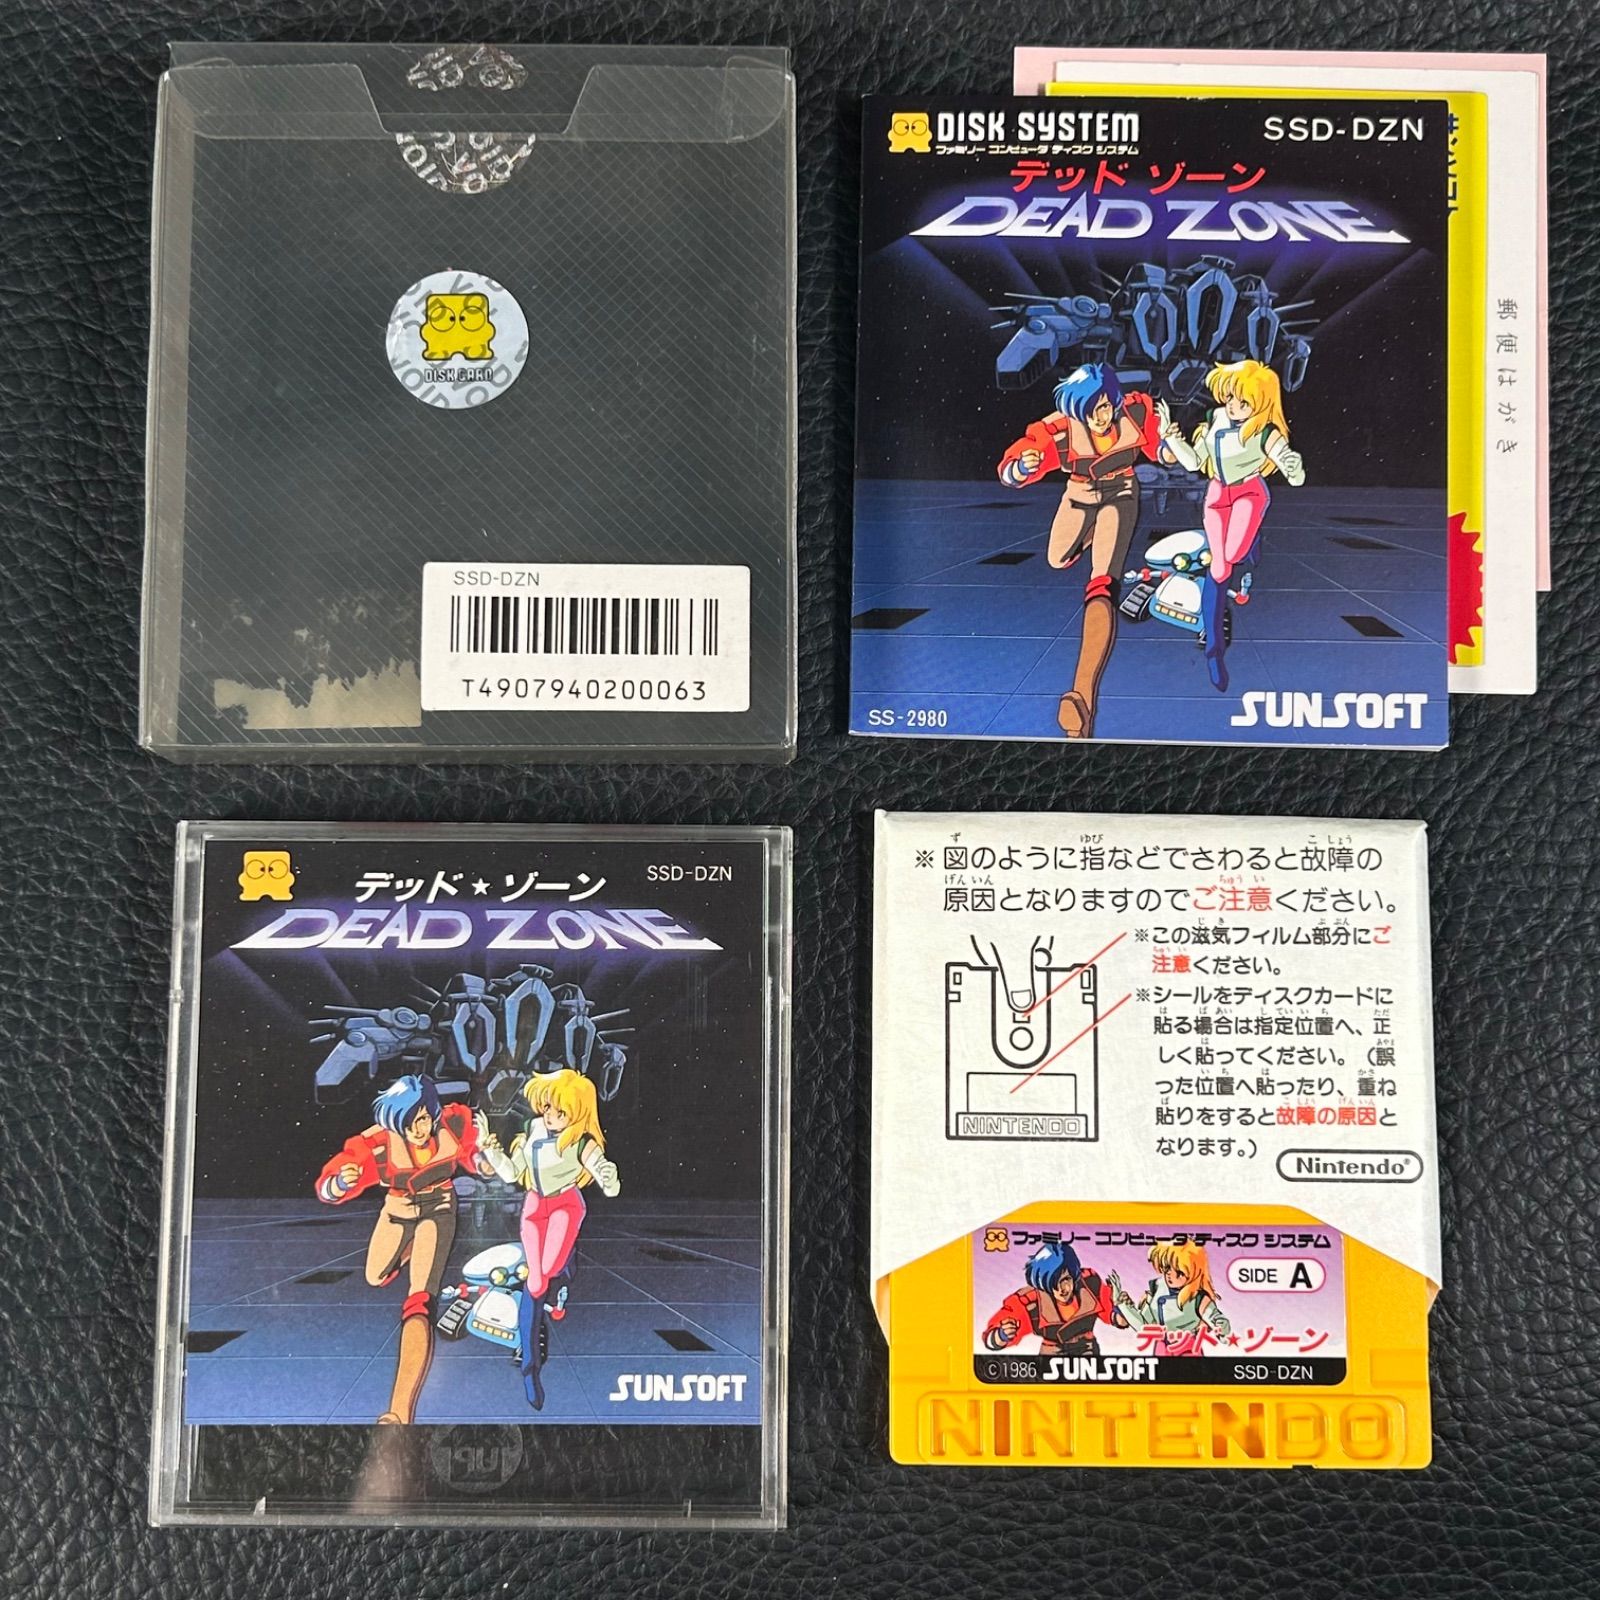 VOID
DISK CARD
SSD-DZN
T4907940200063
DISK SYSTEM
ファミリー コンピュータ ディスク システム
SSD-DZN
デッド ゾーン
DEAD ZONE
SS-2980
SUNSOFT
郵便はがき
デッド★ゾーン
SSD-DZN
DEAD ZONE
SUNSOFT
※図のように指などでさわると故障の
原因となりますのでご注意ください。
※この滋気フィルム部分にご
注意ください。
※シールをディスクカードに
貼る場合は指定位置へ、正
しく貼ってください。(誤
った位置へ貼ったり、重ね
貼りをすると故障の原因と
なります。)
NINTENDO
Nintendo®
ファミリー コンピュータ ディスク システム
SIDE A
デッド★ゾーン
©1986 SUNSOFT SSD-DZN
NINTENDO